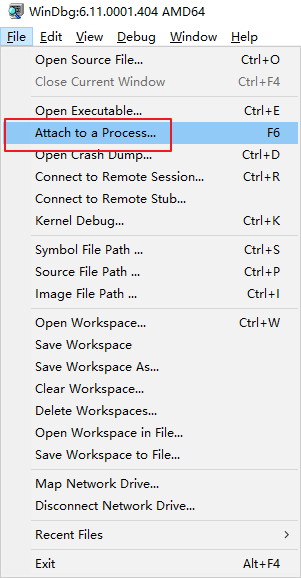 WinDbg:6.11.0001.404 AMD64
File Edit View Debug Window Help
Open Source File... Ctrl+O
Close Current Window Ctrl+F4
Open Executable... Ctrl+E
Attach to a Process... F6
Open Crash Dump... Ctrl+D
Connect to Remote Session... Ctrl+R
Connect to Remote Stub...
Kernel Debug... Ctrl+K
Symbol File Path ... Ctrl+S
Source File Path ... Ctrl+P
Image File Path ... Ctrl+I
Open Workspace... Ctrl+W
Save Workspace
Save Workspace As...
Clear Workspace...
Delete Workspaces...
Open Workspace in File...
Save Workspace to File...
Map Network Drive...
Disconnect Network Drive...
Recent Files
Exit Alt+F4